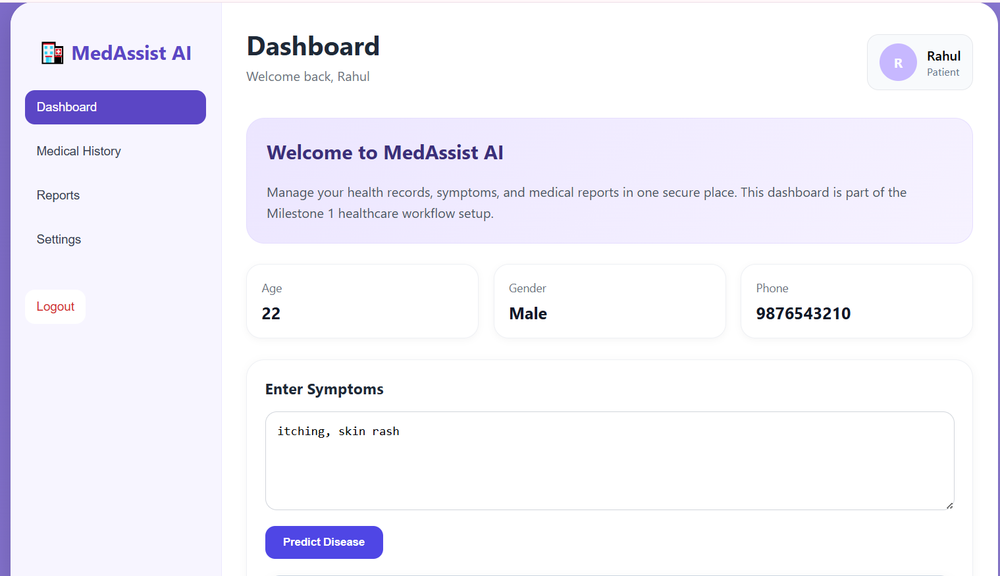 MedAssist AI
Dashboard
Medical History
Reports
Settings
Logout
Dashboard
Welcome back, Rahul
R
Rahul
Patient
Welcome to MedAssist AI
Manage your health records, symptoms, and medical reports in one secure place. This dashboard is part of the
Milestone 1 healthcare workflow setup.
Age
22
Gender
Male
Phone
9876543210
Enter Symptoms
itching, skin rash
Predict Disease